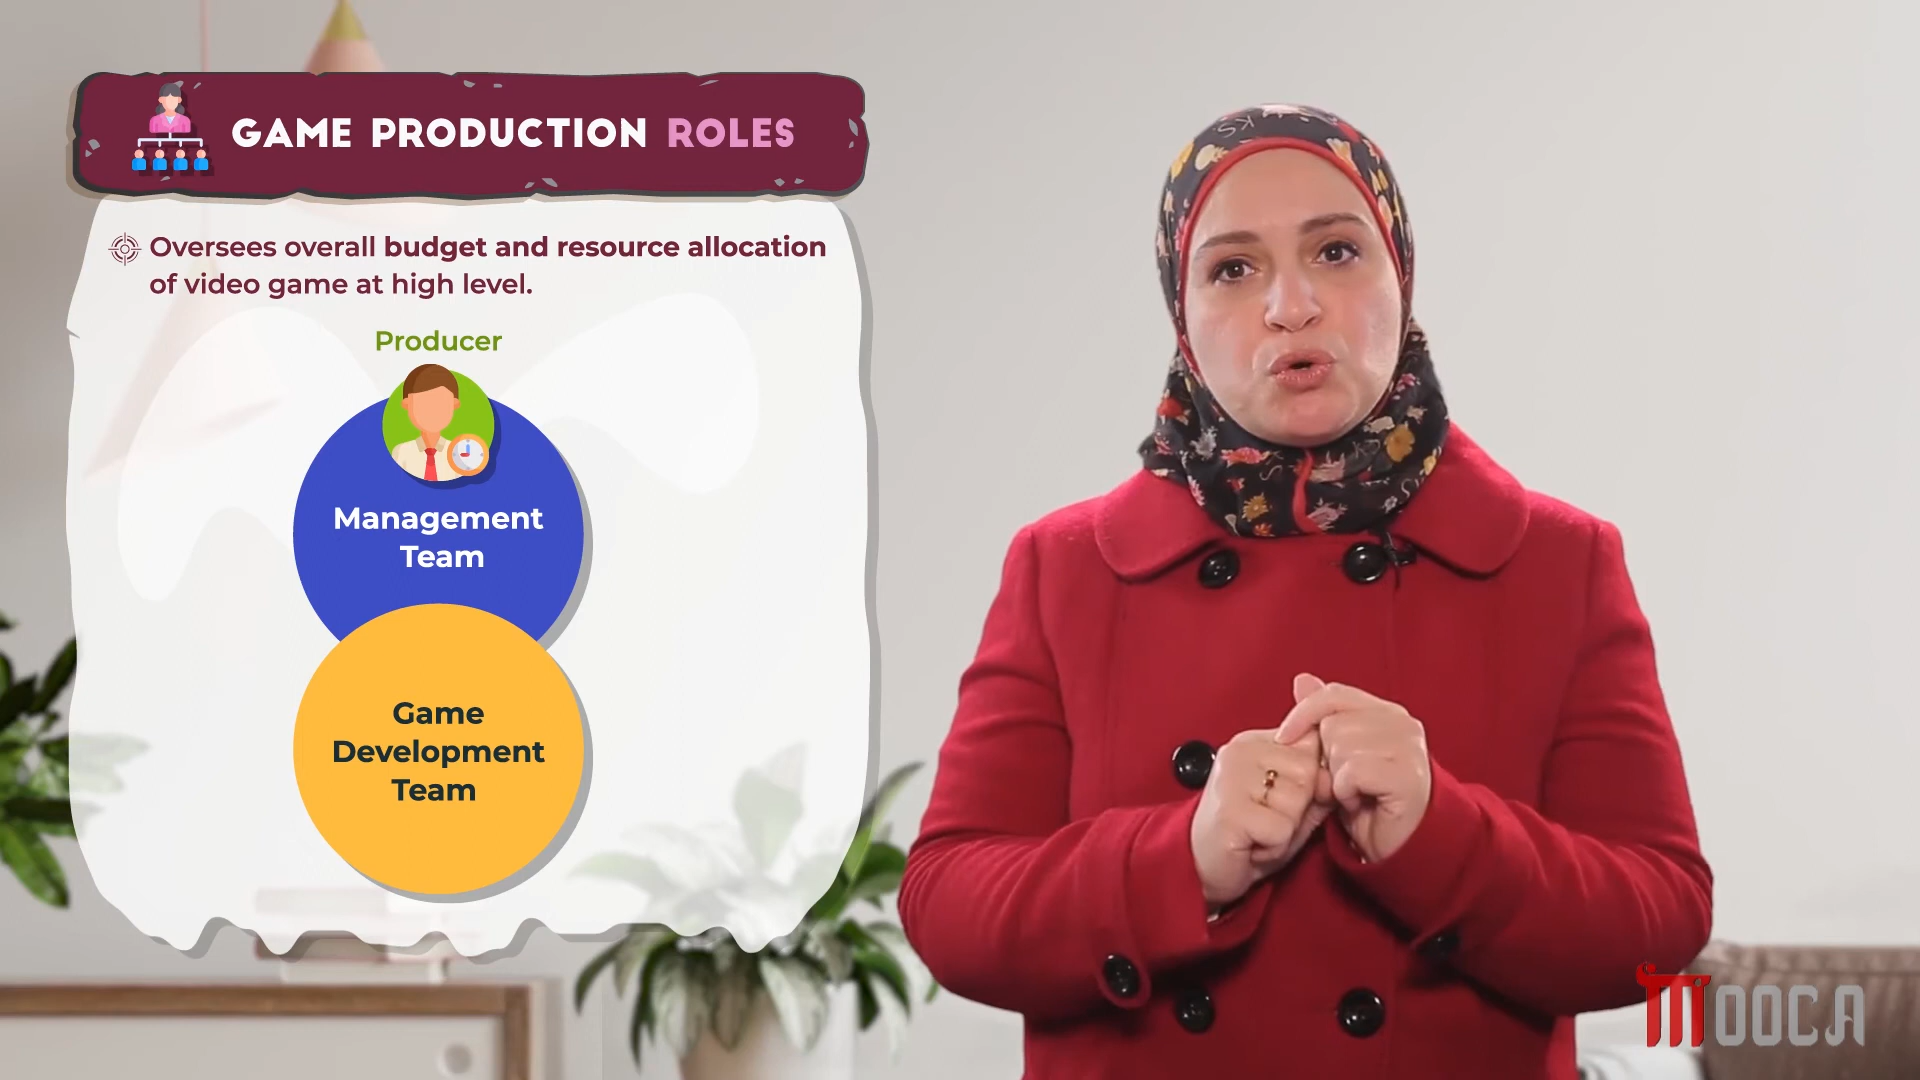 GAME PRODUCTION ROLES
Oversees overall budget and resource allocation
of video game at high level.
Producer
Management
Team
Game
Development
Team
MOOCA